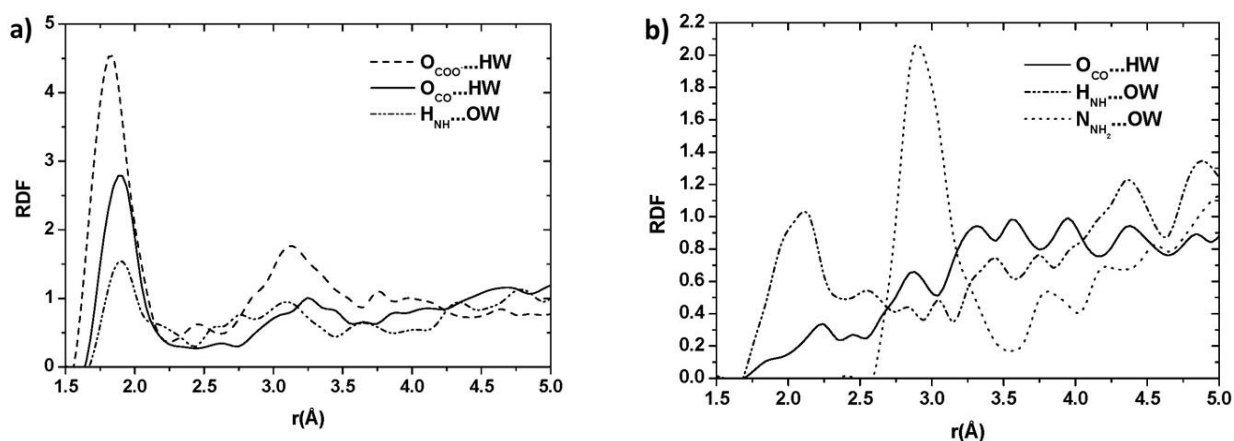 a)
5
4
3
2
1
0
RDF
O_COO-...HW
O_CO...HW
H_NH...OW
1.5 2.0 2.5 3.0 3.5 4.0 4.5 5.0
r(Å)
b)
2.2
2.0
1.8
1.6
1.4
1.2
1.0
0.8
0.6
0.4
0.2
0.0
RDF
O_CO...HW
H_NH...OW
N_NH₂...OW
1.5 2.0 2.5 3.0 3.5 4.0 4.5 5.0
r(Å)